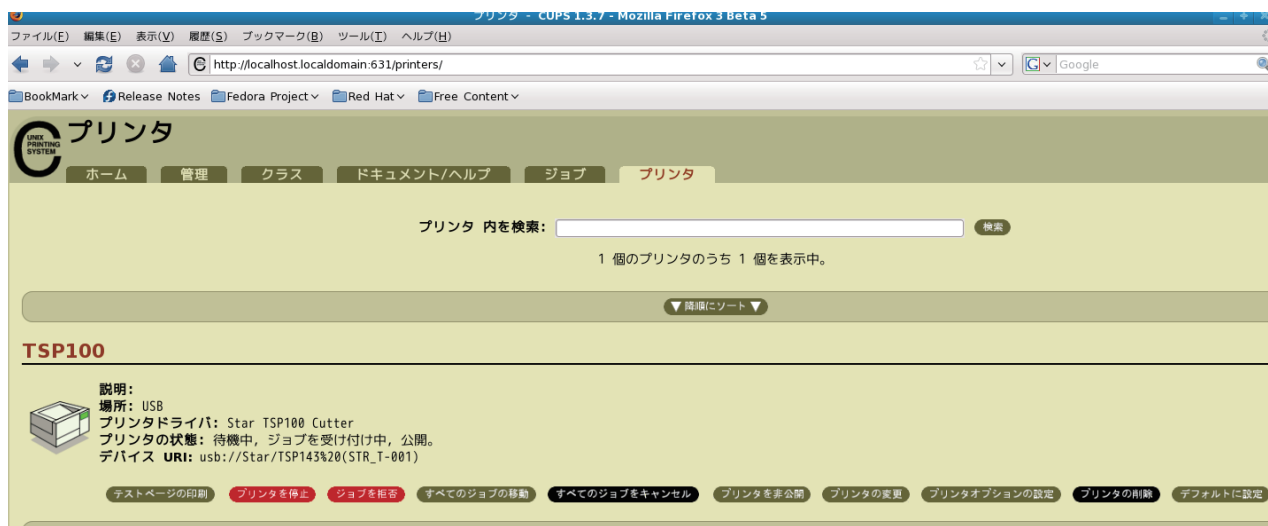 プリンタ - CUPS 1.3.7 - Mozilla Firefox 3 Beta 5
ファイル(F) 編集(E) 表示(V) 履歴(S) ブックマーク(B) ツール(T) ヘルプ(H)
http://localhost.localdomain:631/printers/
Google
BookMark Release Notes Fedora Project Red Hat Free Content
UNIX PRINTING SYSTEM
プリンタ
ホーム 管理 クラス ドキュメント/ヘルプ ジョブ プリンタ
プリンタ 内を検索: 検索
1 個のプリンタのうち 1 個を表示中。
▼ 降順にソート ▼
TSP100
説明:
場所: USB
プリンタドライバ: Star TSP100 Cutter
プリンタの状態: 待機中, ジョブを受け付け中, 公開。
デバイス URI: usb://Star/TSP143%20(STR_T-001)
テストページの印刷 プリンタを停止 ジョブを拒否 すべてのジョブの移動 すべてのジョブをキャンセル プリンタを非公開 プリンタの変更 プリンタオプションの設定 プリンタの削除 デフォルトに設定